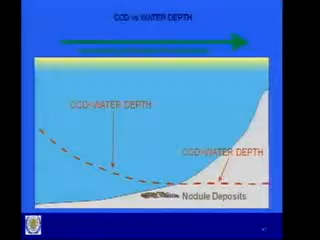 CCD vs WATER DEPTH
CCD>WATER DEPTH
CCD>WATER DEPTH
Nodule Deposits